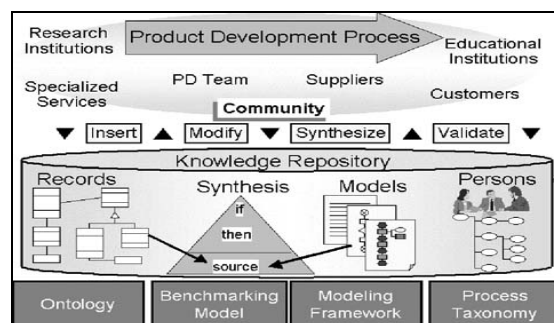 Research Institutions
Product Development Process
Educational Institutions
Specialized Services
PD Team
Suppliers
Customers
Community
Insert
Modify
Synthesize
Validate
Knowledge Repository
Records
Synthesis
Models
Persons
if
then
source
Ontology
Benchmarking Model
Modeling Framework
Process Taxonomy